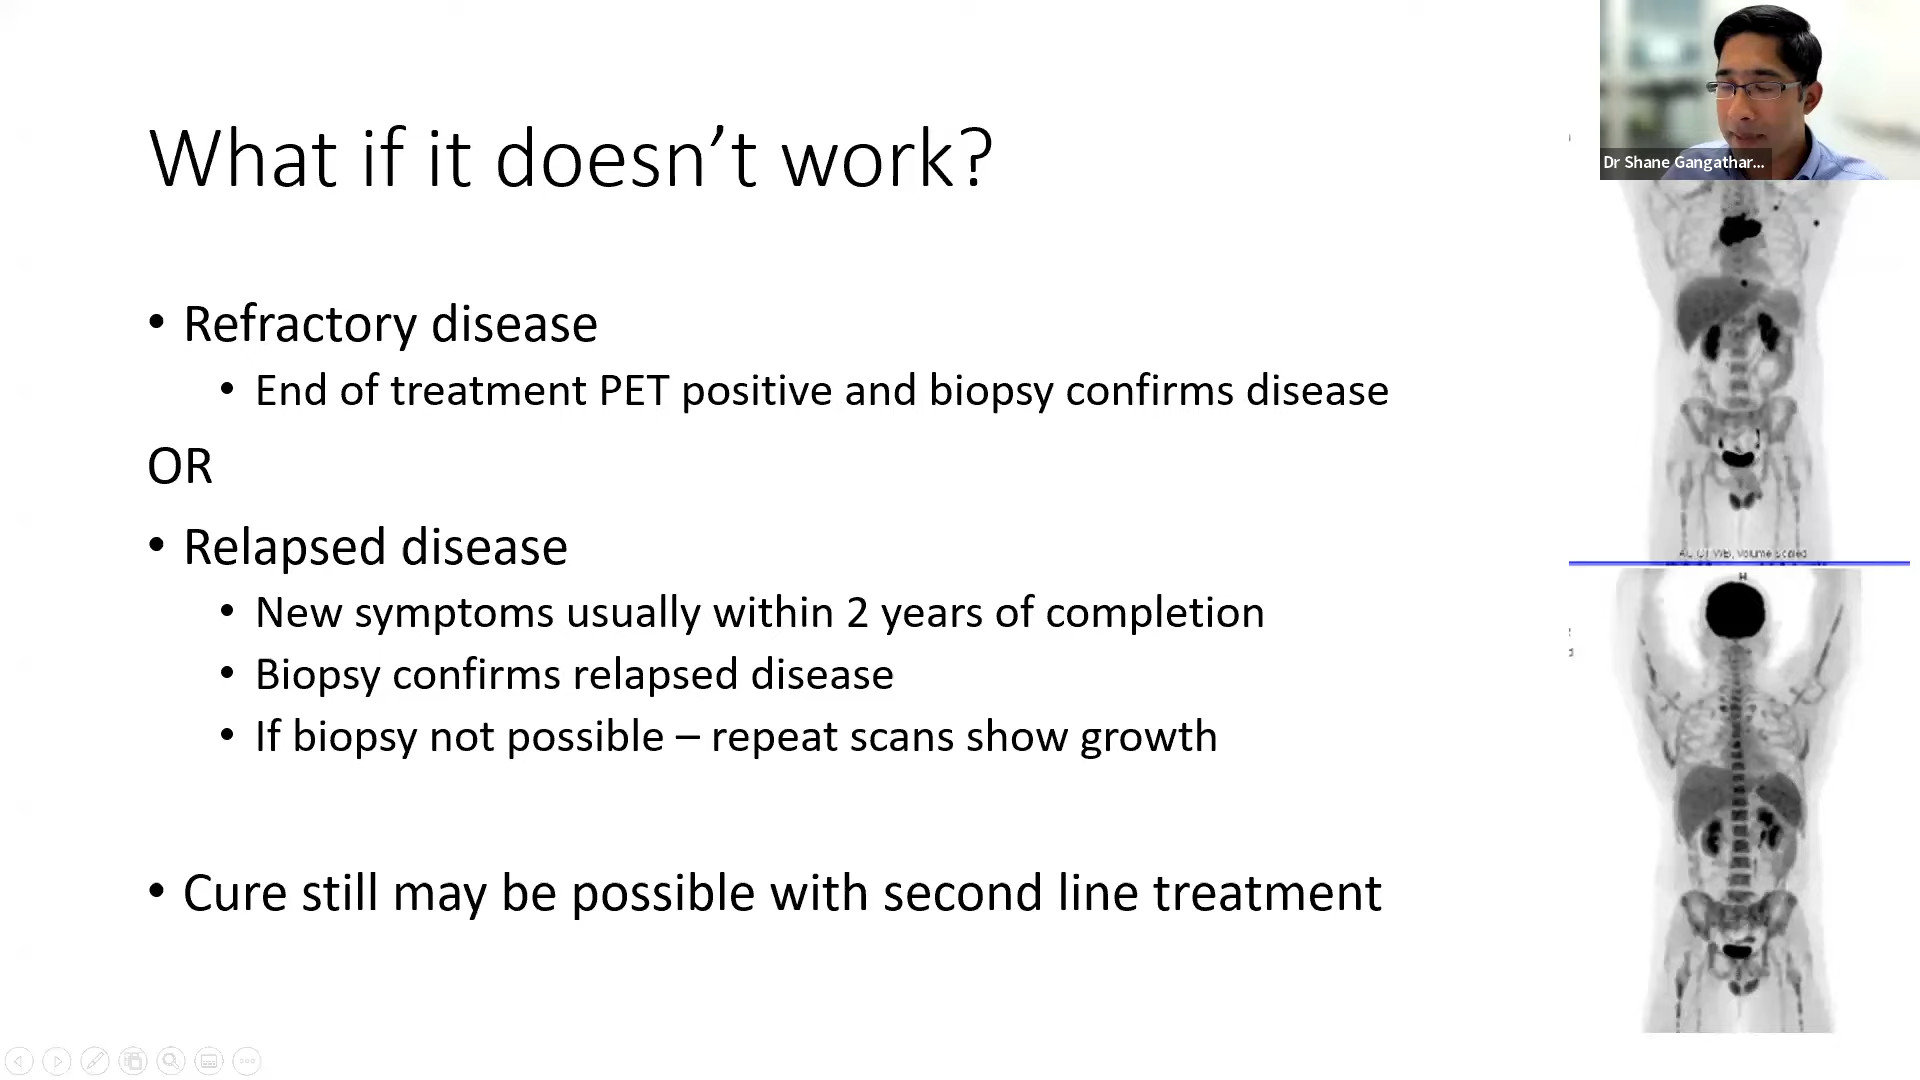 What if it doesn’t work?
Dr Shane Gangathar...
• Refractory disease
• End of treatment PET positive and biopsy confirms disease
OR
• Relapsed disease
• New symptoms usually within 2 years of completion
• Biopsy confirms relapsed disease
• If biopsy not possible – repeat scans show growth
• Cure still may be possible with second line treatment
H